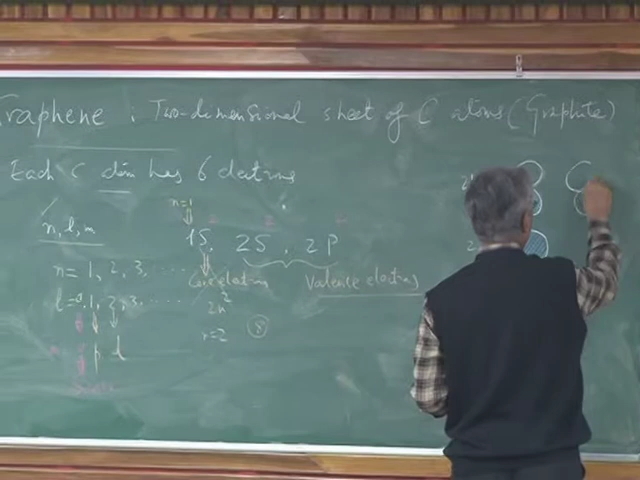 Graphene : Two-dimensional sheet of C atoms (Graphite)
Each C atom has 6 electrons
n=1
n, l, m
1S, 2S, 2P
n = 1, 2, 3, .....
Core electron Valence electrons
l = 0, 1, 2, 3, .....
2n²
n=2 8
p d